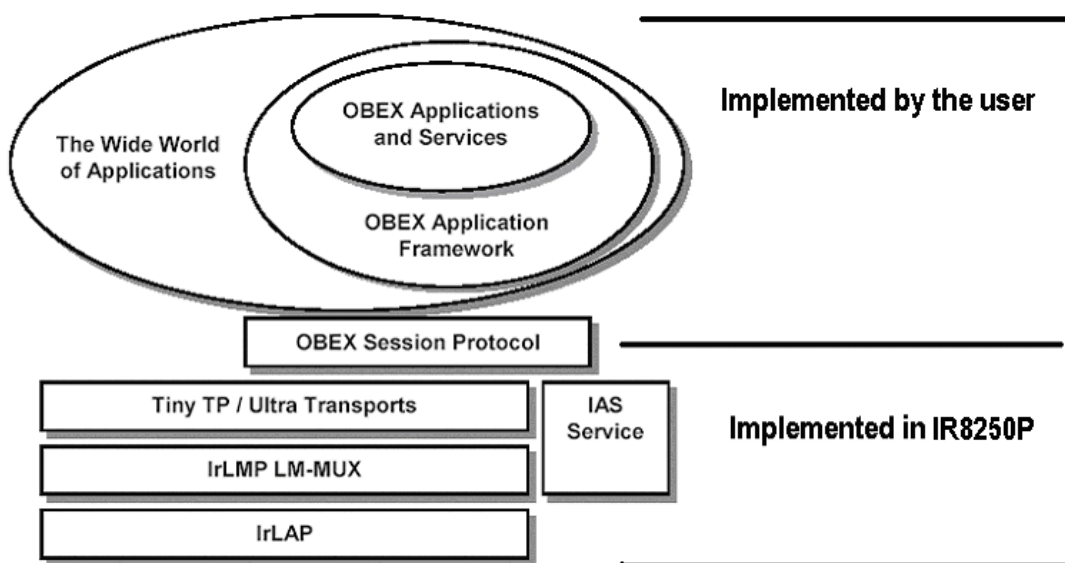 Implemented by the user
OBEX Applications
and Services
The Wide World
of Applications
OBEX Application
Framework
OBEX Session Protocol
Tiny TP / Ultra Transports
IAS
Service
Implemented in IR8250P
IrLMP LM-MUX
IrLAP